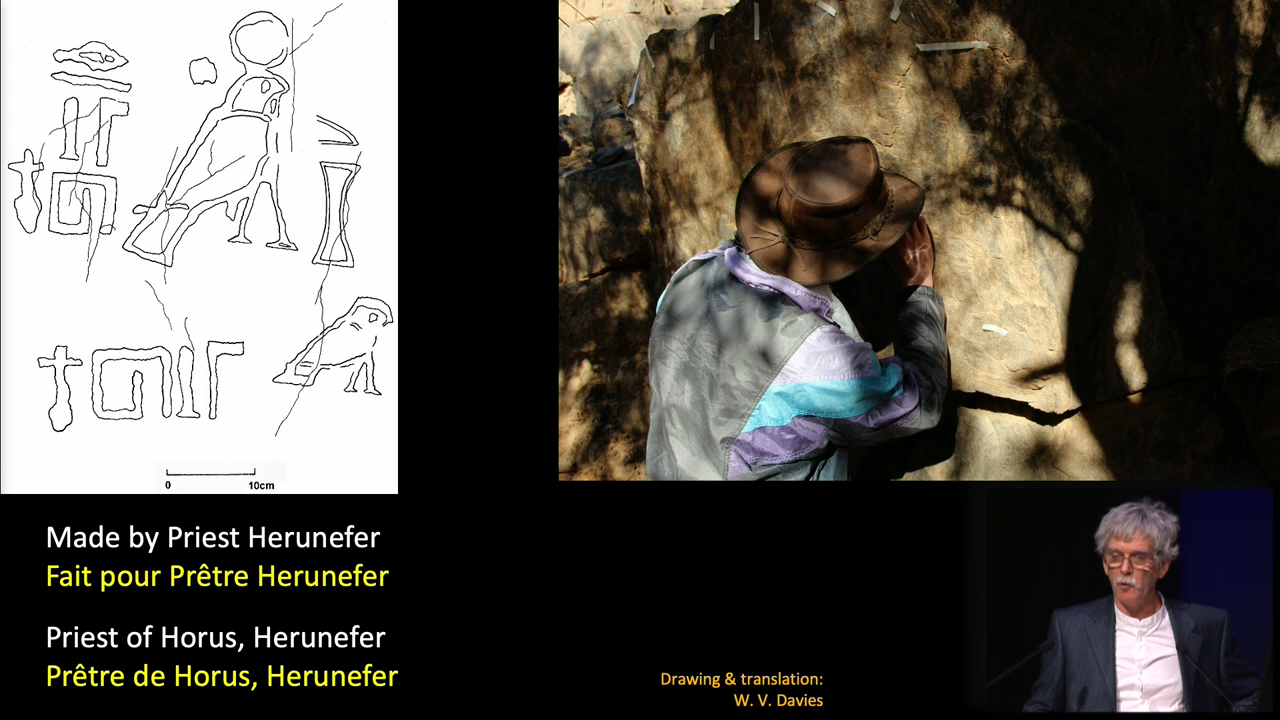 0 10cm
Made by Priest Herunefer
Fait pour Prêtre Herunefer
Priest of Horus, Herunefer
Prêtre de Horus, Herunefer
Drawing & translation:
W. V. Davies